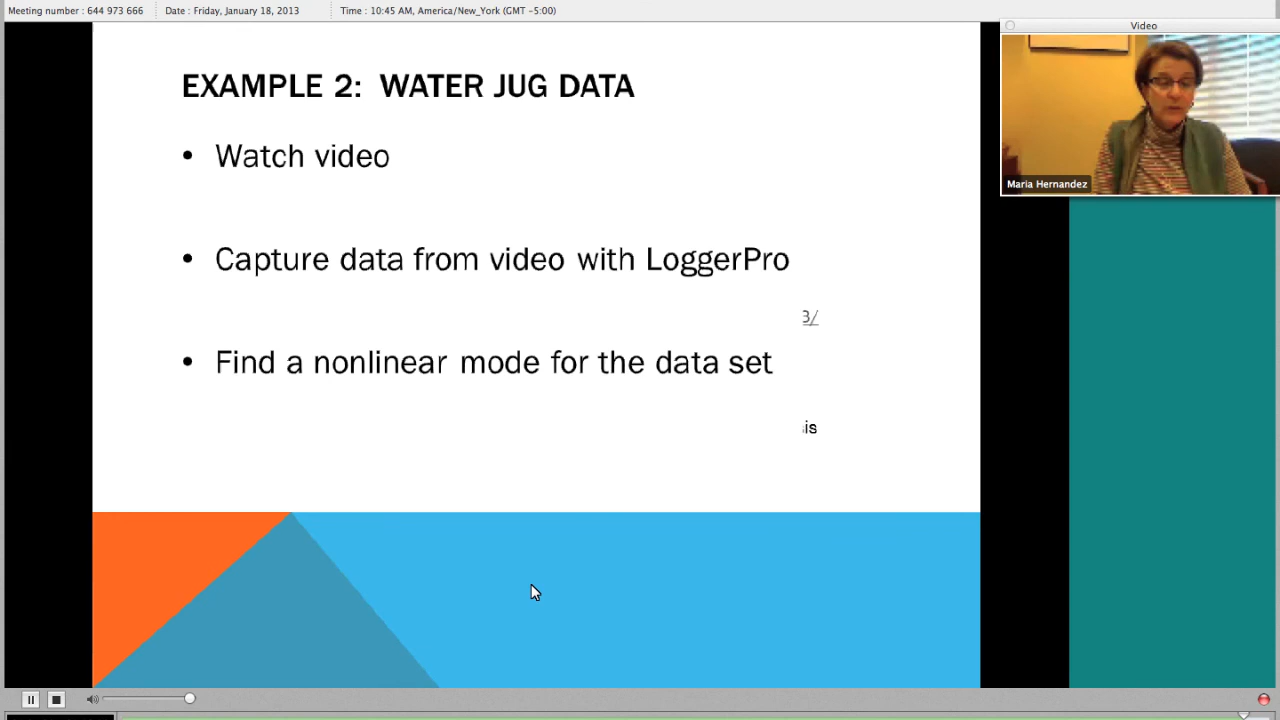 Meeting number : 644 973 666 Date : Friday, January 18, 2013 Time : 10:45 AM, America/New_York (GMT -5:00)
Video
EXAMPLE 2: WATER JUG DATA
• Watch video
Maria Hernandez
• Capture data from video with LoggerPro
3/
• Find a nonlinear mode for the data set
is